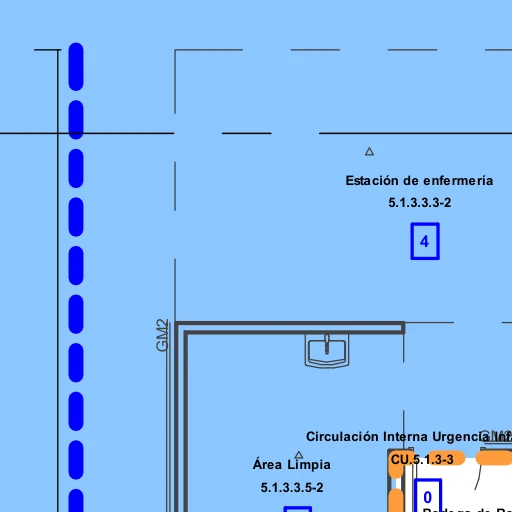 Estación de enfermería
5.1.3.3.3-2
4
GM2
Circulación Interna Urgencia Inf
CU.5.1.3-3
Área Limpia
5.1.3.3.5-2
0